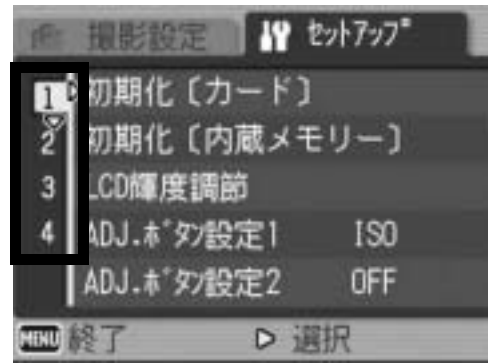 撮影設定 セットアップ
1 初期化〔カード〕
2 初期化〔内蔵メモリー〕
3 LCD輝度調節
4 ADJ.ボタン設定1 ISO
ADJ.ボタン設定2 OFF
MENU 終了 選択